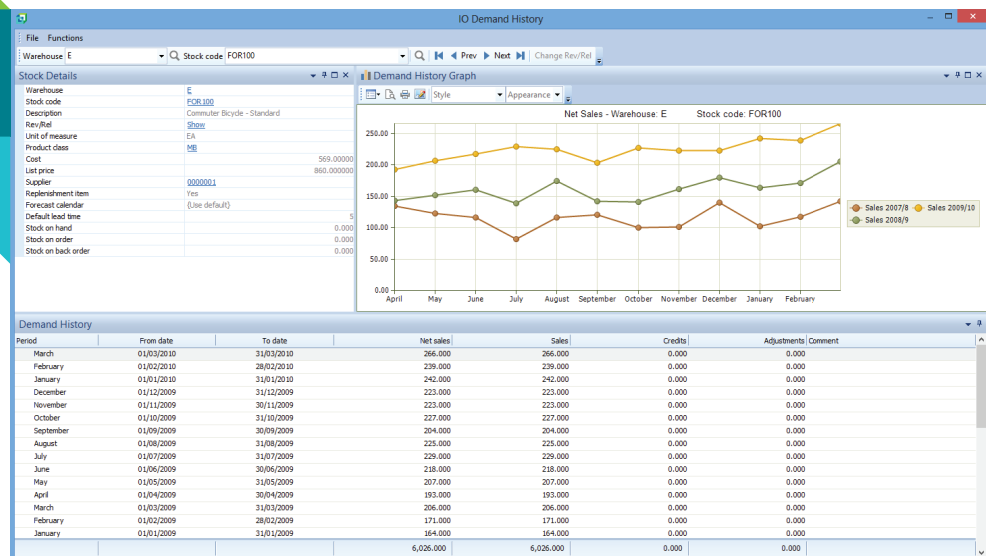 IO Demand History
File Functions
Warehouse E Stock code FOR100 Prev Next Change Rev/Rel
Stock Details
Warehouse E
Stock code FOR100
Description Commuter Bicycle - Standard
Rev/Rel Show
Unit of measure EA
Product class MB
Cost 569.00000
List price 860.000000
Supplier 0000001
Replenishment item Yes
Forecast calendar (Use default)
Default lead time 5
Stock on hand 0.000
Stock on order 0.000
Stock on back order 0.000
Demand History Graph
Style Appearance
Net Sales - Warehouse: E Stock code: FOR100
250.00
200.00
150.00
100.00
50.00
0.00
April May June July August September October November December January February
Sales 2007/8 Sales 2009/10
Sales 2008/9
Demand History
Period From date To date Net sales Sales Credits Adjustments Comment
March 01/03/2010 31/03/2010 266.000 266.000 0.000 0.000
February 01/02/2010 28/02/2010 239.000 239.000 0.000 0.000
January 01/01/2010 31/01/2010 242.000 242.000 0.000 0.000
December 01/12/2009 31/12/2009 223.000 223.000 0.000 0.000
November 01/11/2009 30/11/2009 223.000 223.000 0.000 0.000
October 01/10/2009 31/10/2009 227.000 227.000 0.000 0.000
September 01/09/2009 30/09/2009 204.000 204.000 0.000 0.000
August 01/08/2009 31/08/2009 225.000 225.000 0.000 0.000
July 01/07/2009 31/07/2009 229.000 229.000 0.000 0.000
June 01/06/2009 30/06/2009 218.000 218.000 0.000 0.000
May 01/05/2009 31/05/2009 207.000 207.000 0.000 0.000
April 01/04/2009 30/04/2009 193.000 193.000 0.000 0.000
March 01/03/2009 31/03/2009 206.000 206.000 0.000 0.000
February 01/02/2009 28/02/2009 171.000 171.000 0.000 0.000
January 01/01/2009 31/01/2009 164.000 164.000 0.000 0.000
6,026.000 6,026.000 0.000 0.000